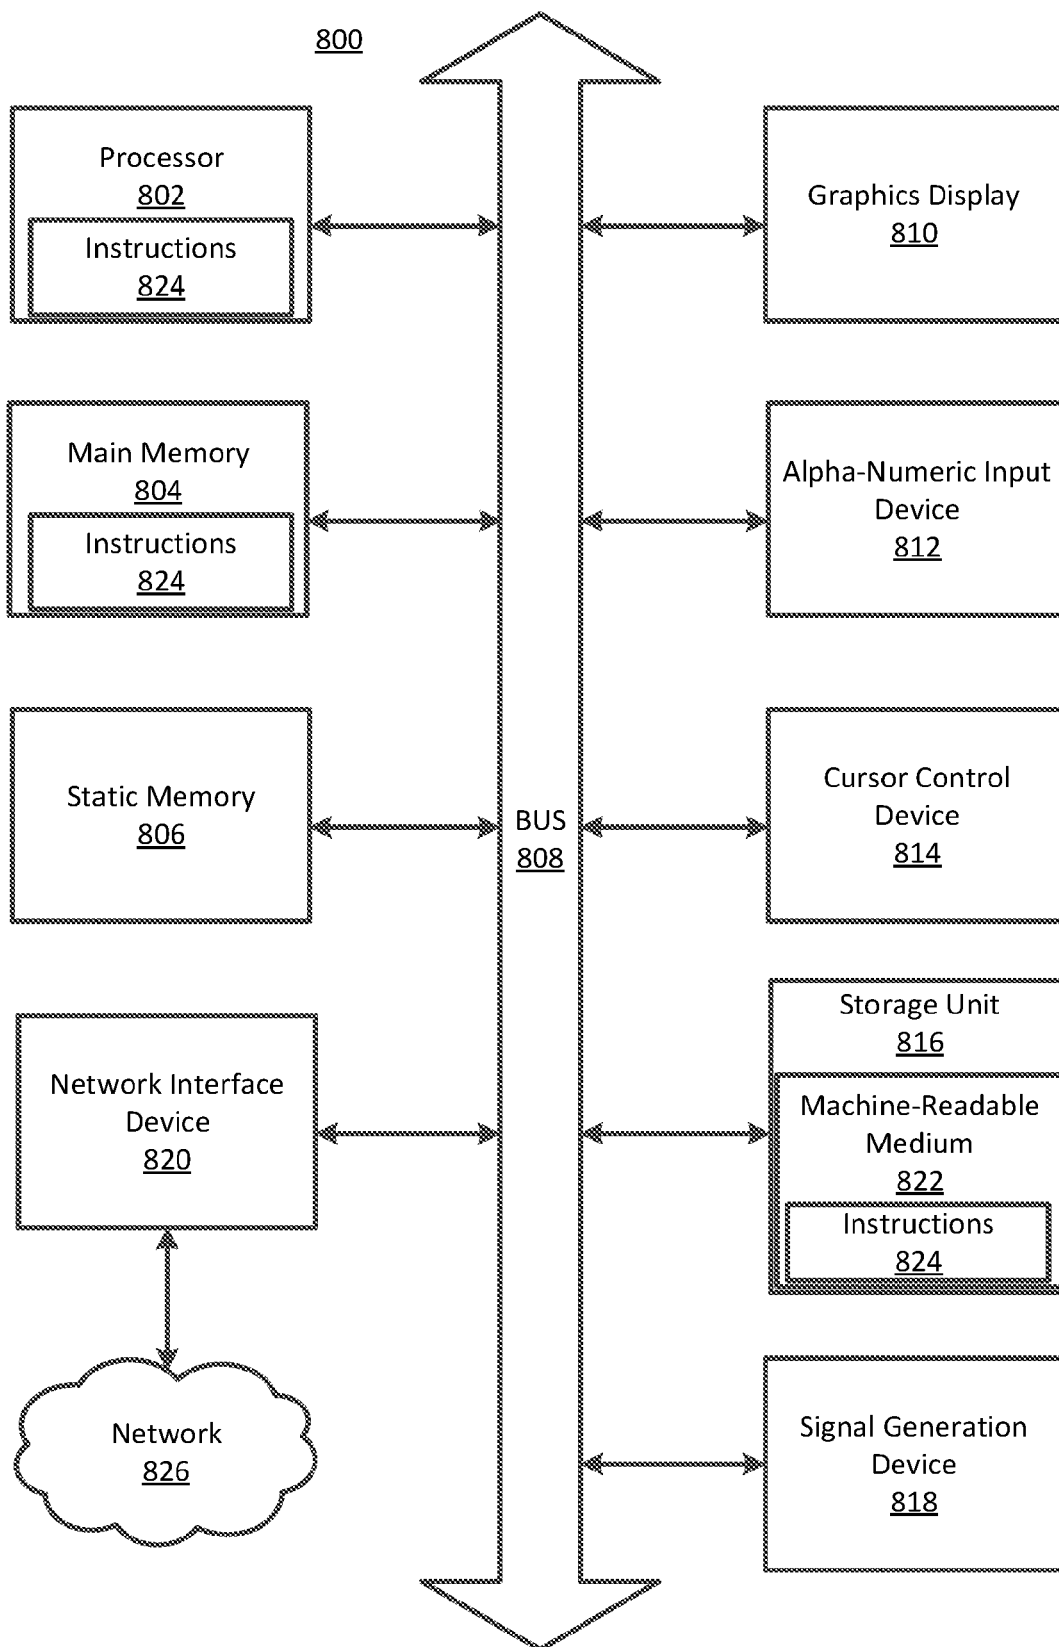 800
Processor
802
Instructions
824
Main Memory
804
Instructions
824
Static Memory
806
Network Interface
Device
820
Network
826
BUS
808
Graphics Display
810
Alpha-Numeric Input
Device
812
Cursor Control
Device
814
Storage Unit
816
Machine-Readable
Medium
822
Instructions
824
Signal Generation
Device
818